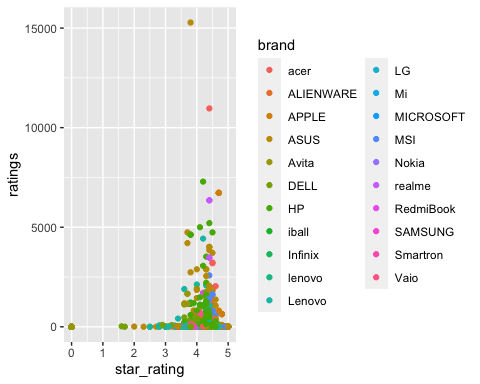 15000
10000
5000
0
ratings
0
1
2
3
4
5
star_rating
brand
acer
ALIENWARE
APPLE
ASUS
Avita
DELL
HP
iball
Infinix
lenovo
Lenovo
LG
Mi
MICROSOFT
MSI
Nokia
realme
RedmiBook
SAMSUNG
Smartron
Vaio